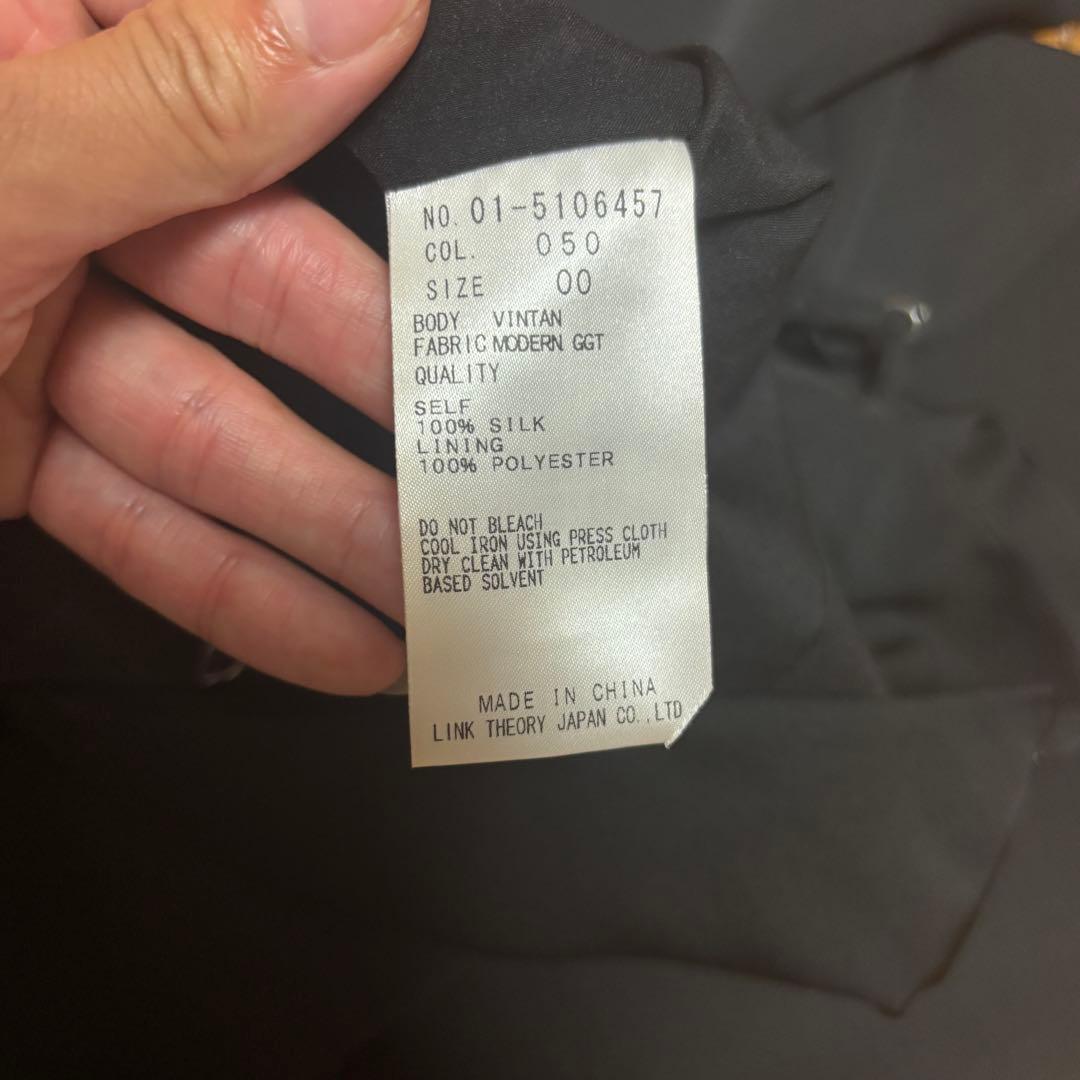 NO. 01-5106457
COL. 050
SIZE 00
BODY VINTAN
FABRIC MODERN GGT
QUALITY
SELF
100% SILK
LINING
100% POLYESTER
DO NOT BLEACH
COOL IRON USING PRESS CLOTH
DRY CLEAN WITH PETROLEUM
BASED SOLVENT
MADE IN CHINA
LINK THEORY JAPAN CO.,LTD